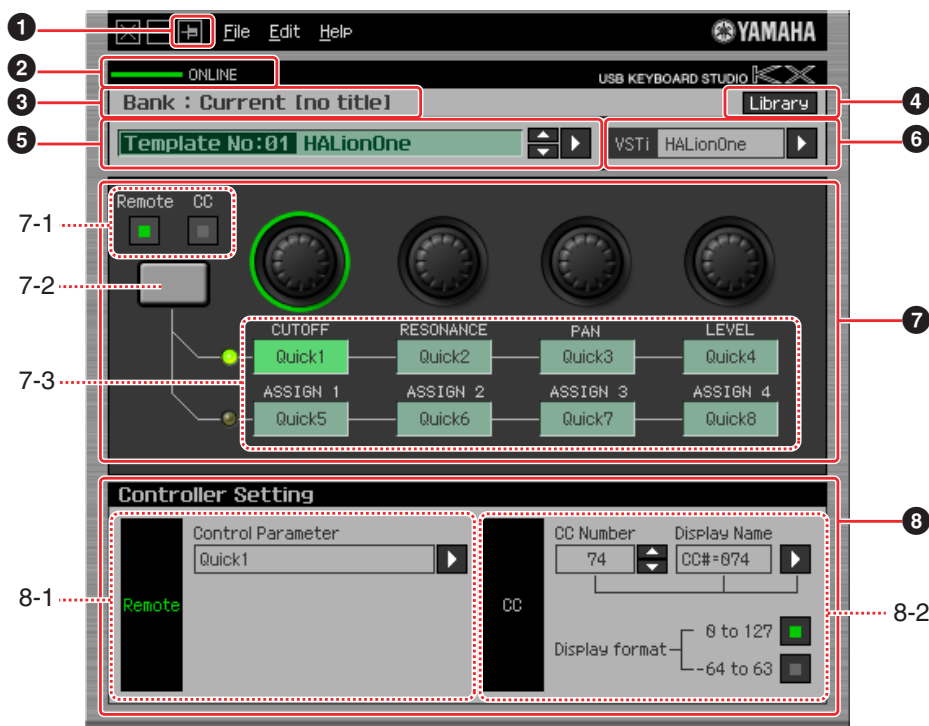 1
File Edit Help
YAMAHA
2
ONLINE
USB KEYBOARD STUDIO KX
3
Bank : Current [no title]
Library
4
5
Template No:01 HALionOne
VSTi HALionOne
6
7-1
Remote CC
7-2
7
CUTOFF RESONANCE PAN LEVEL
Quick1 Quick2 Quick3 Quick4
7-3
ASSIGN 1 ASSIGN 2 ASSIGN 3 ASSIGN 4
Quick5 Quick6 Quick7 Quick8
Controller Setting
8
Control Parameter
Quick1
CC Number Display Name
74 CC#=074
8-1
Remote
CC
8-2
Display format
0 to 127
-64 to 63